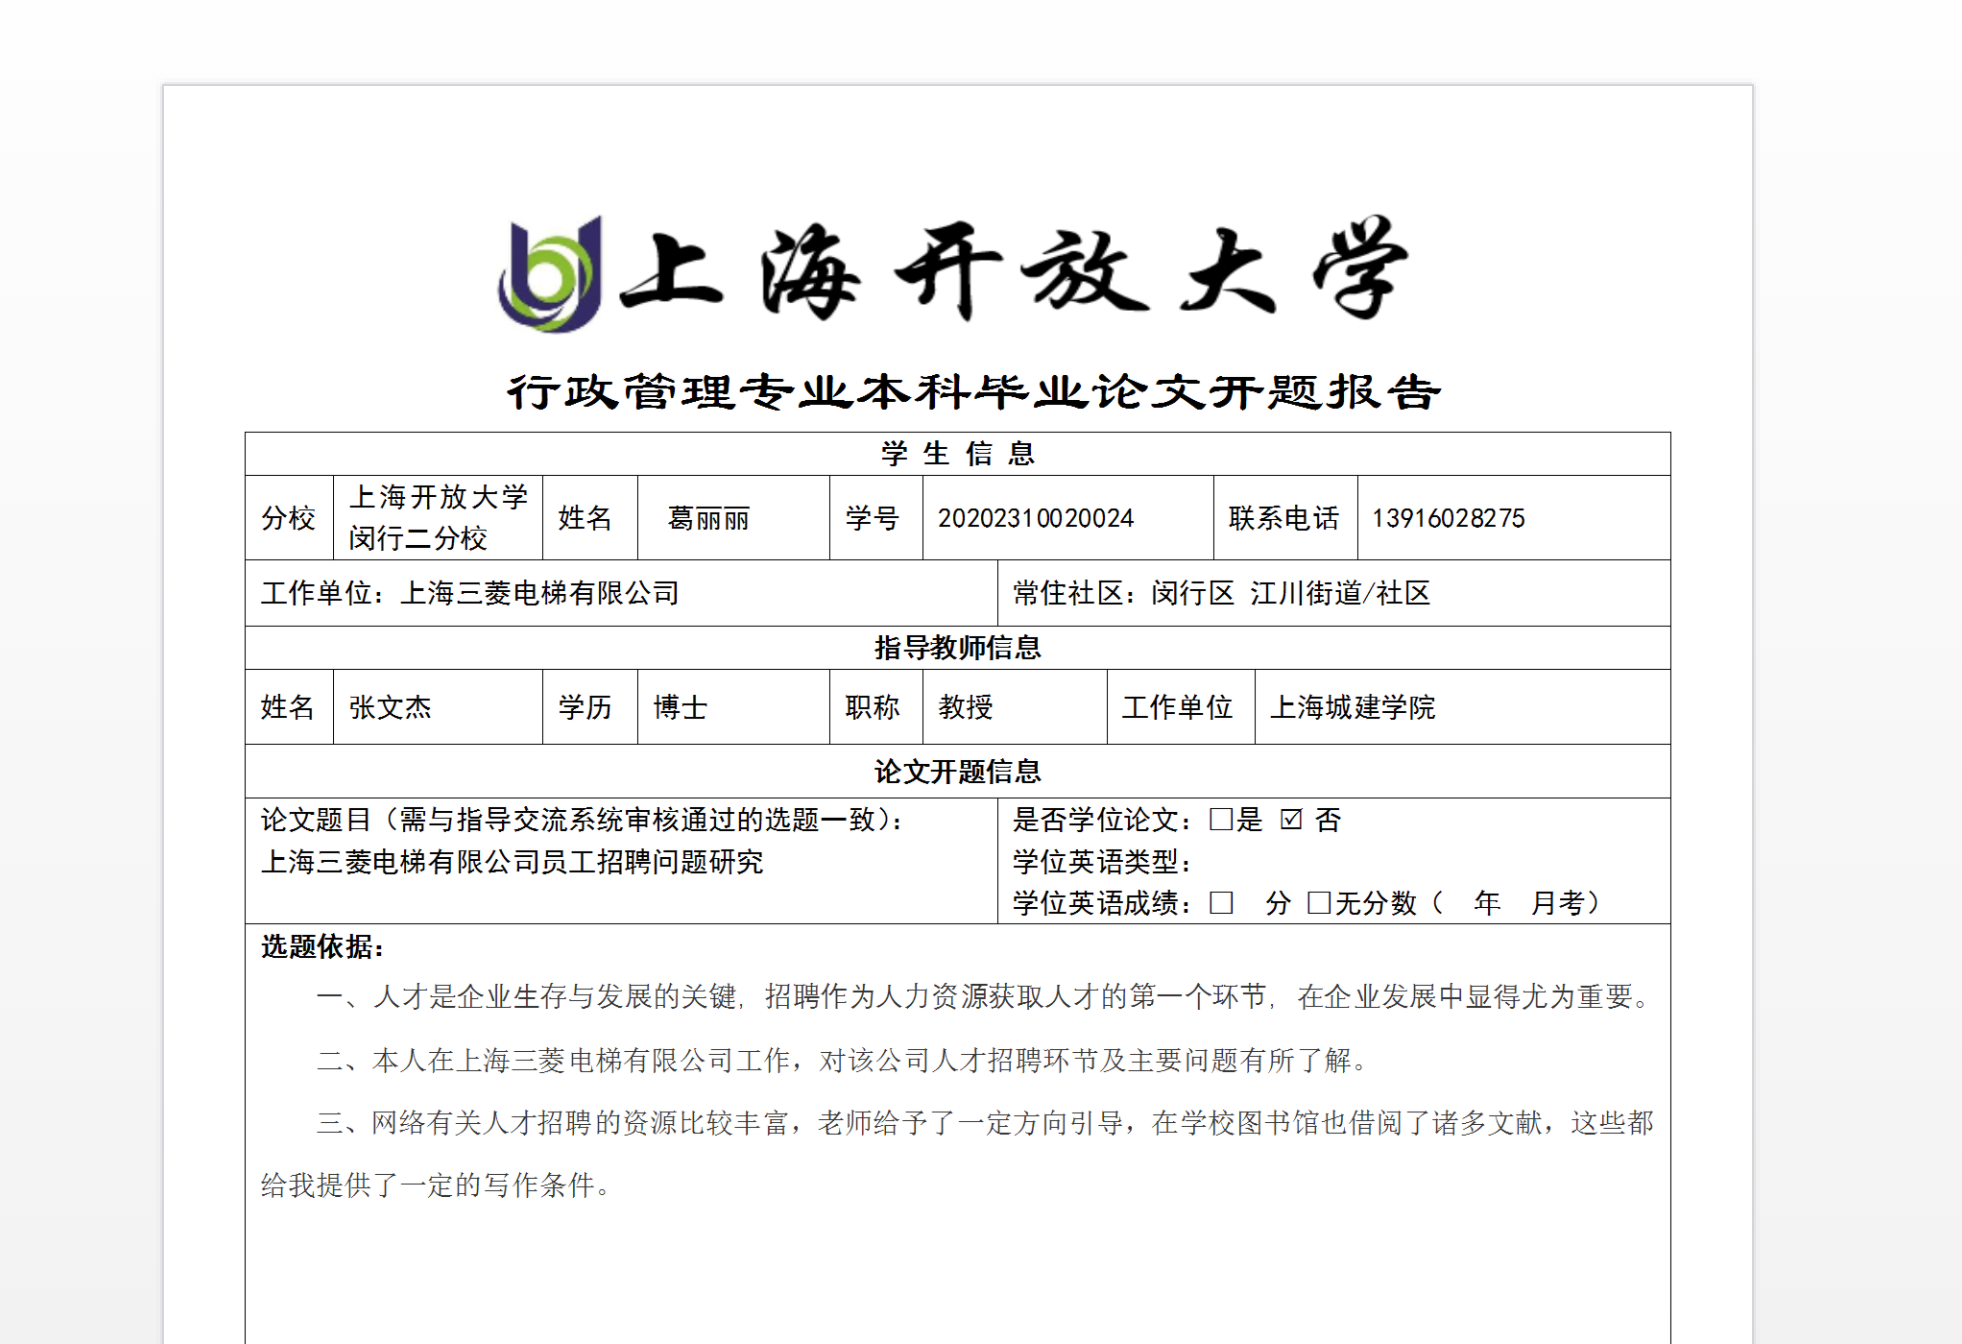 上海开放大学
行政管理专业本科毕业论文开题报告
学 生 信 息
分校 上海开放大学闵行二分校 姓名 葛丽丽 学号 20202310020024 联系电话 13916028275
工作单位：上海三菱电梯有限公司 常住社区：闵行区 江川街道/社区
指导教师信息
姓名 张文杰 学历 博士 职称 教授 工作单位 上海城建学院
论文开题信息
论文题目（需与指导交流系统审核通过的选题一致）：
上海三菱电梯有限公司员工招聘问题研究
是否学位论文：□是 ☑ 否
学位英语类型：
学位英语成绩：□ 分 □无分数（ 年 月考）
选题依据：
一、人才是企业生存与发展的关键，招聘作为人力资源获取人才的第一个环节，在企业发展中显得尤为重要。
二、本人在上海三菱电梯有限公司工作，对该公司人才招聘环节及主要问题有所了解。
三、网络有关人才招聘的资源比较丰富，老师给予了一定方向引导，在学校图书馆也借阅了诸多文献，这些都
给我提供了一定的写作条件。